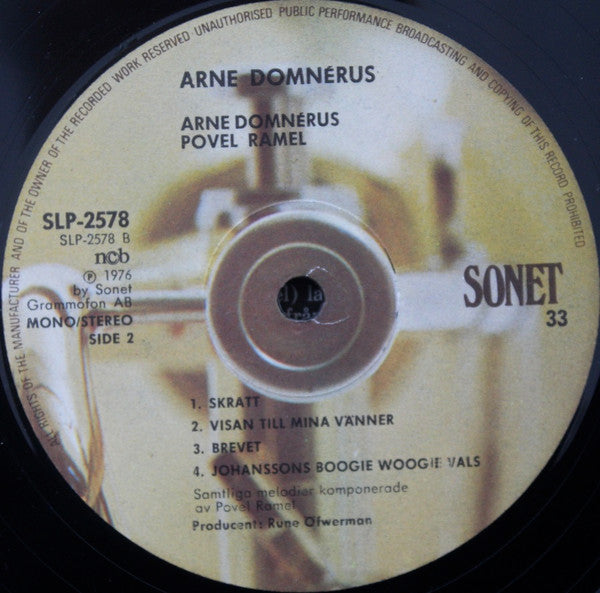 ALL RIGHTS OF THE MANUFACTURER AND OF THE OWNER OF THE RECORDED WORK RESERVED UNAUTHORISED PUBLIC PERFORMANCE BROADCASTING AND COPYING OF THIS RECORD PROHIBITED
ARNE DOMNÉRUS
ARNE DOMNÉRUS
POVEL RAMEL
SLP-2578
SLP-2578 B
ncb
℗ 1976
by Sonet
Grammofon AB
MONO/STEREO
SIDE 2
SONET
33
1. SKRATT
2. VISAN TILL MINA VÄNNER
3. BREVET
4. JOHANSSONS BOOGIE WOOGIE VALS
Samtliga melodier komponerade
av Povel Ramel
Producent: Rune Öfwerman